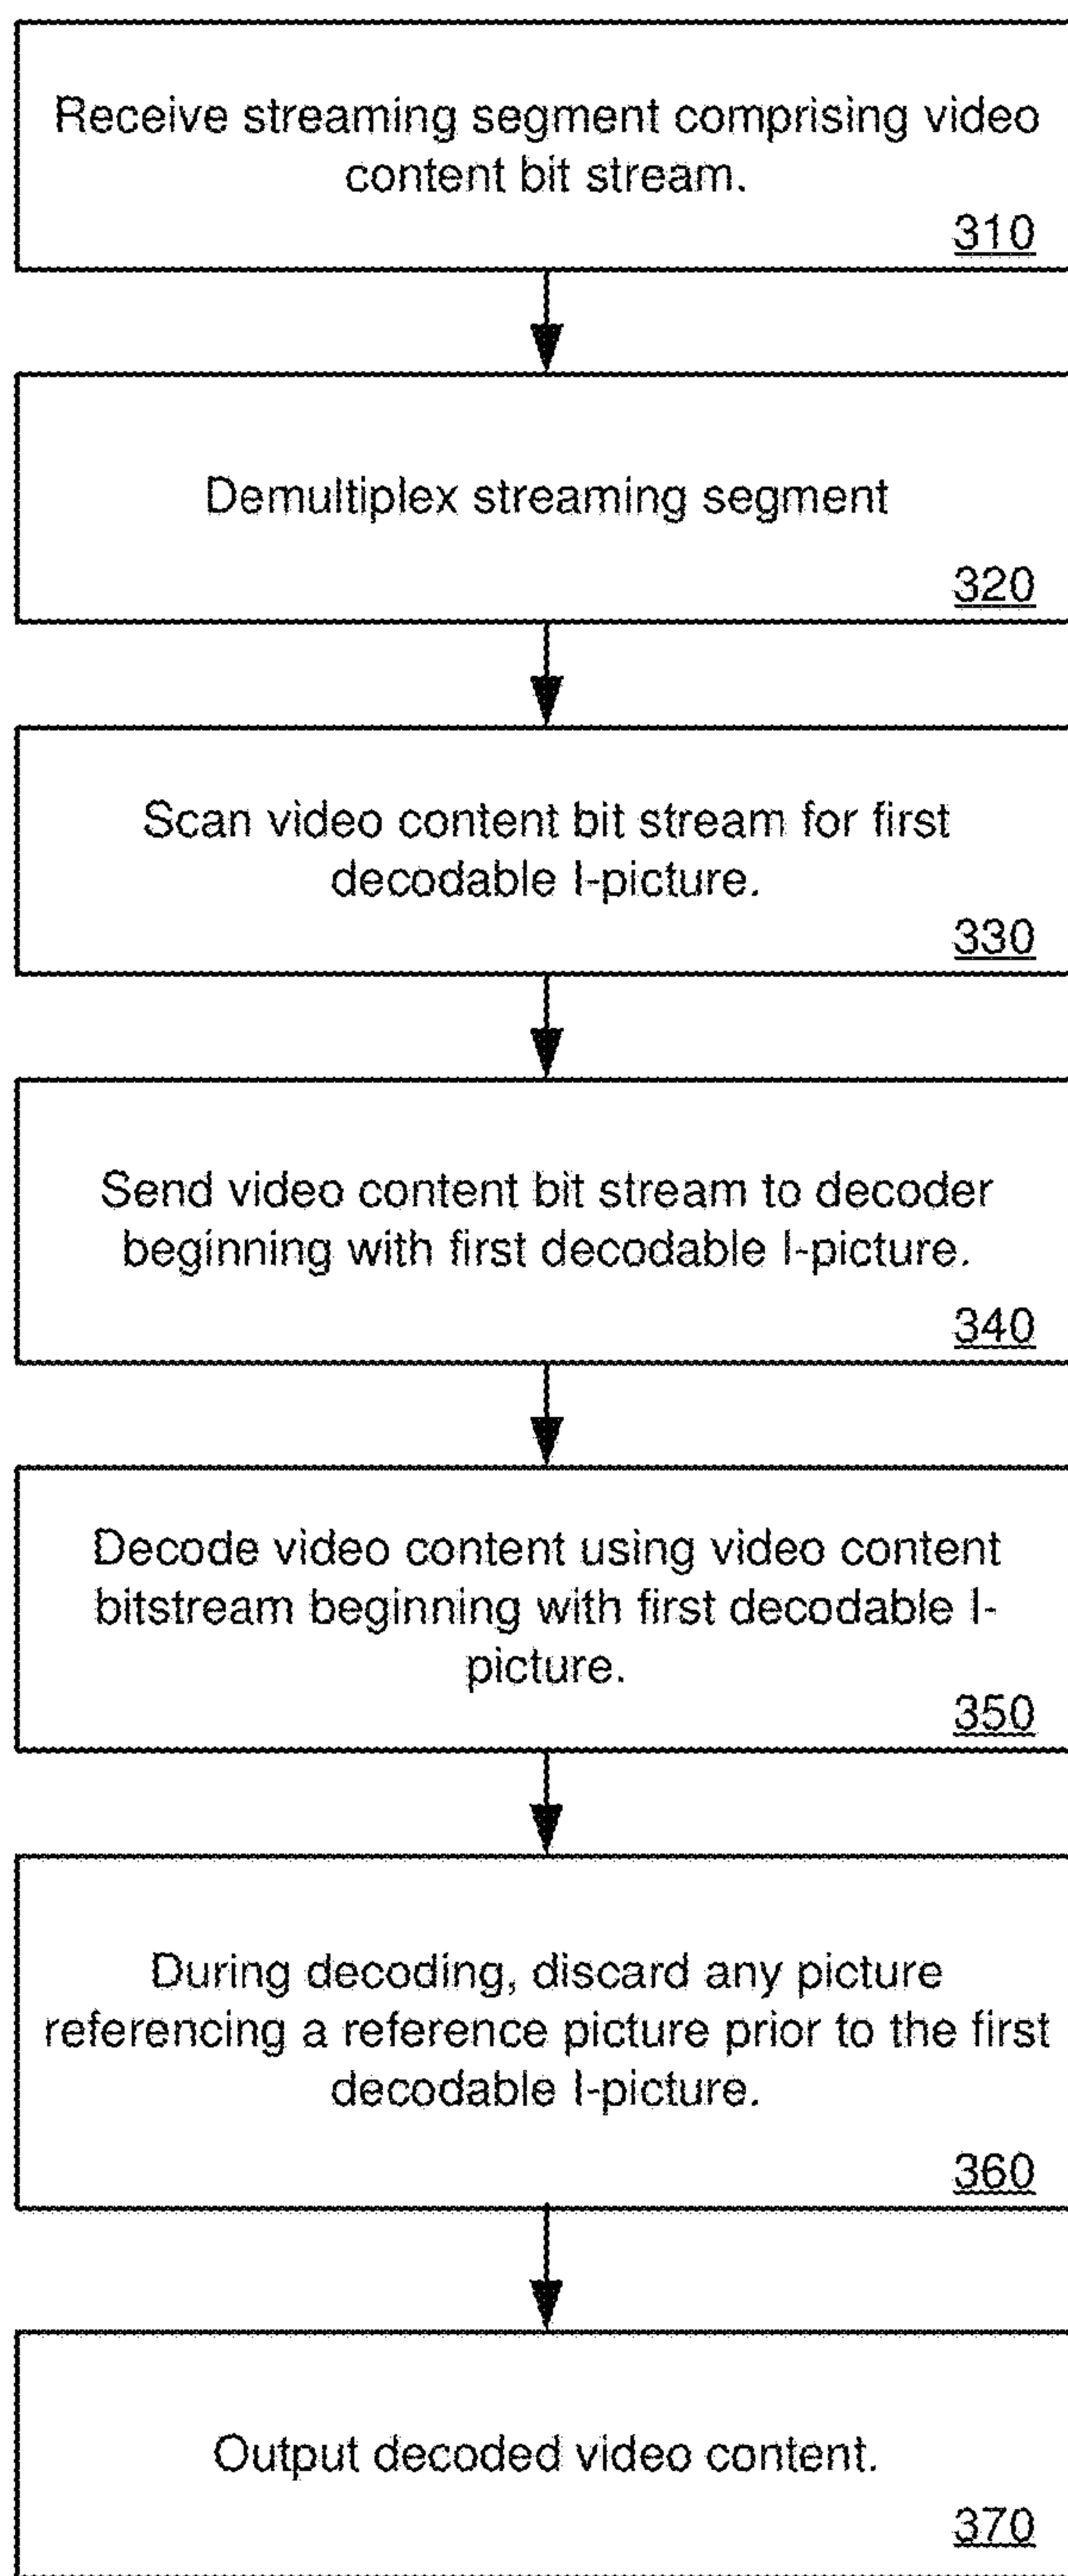 Receive streaming segment comprising video
content bit stream.
310
Demultiplex streaming segment
320
Scan video content bit stream for first
decodable I-picture.
330
Send video content bit stream to decoder
beginning with first decodable I-picture.
340
Decode video content using video content
bitstream beginning with first decodable I-
picture.
350
During decoding, discard any picture
referencing a reference picture prior to the first
decodable I-picture.
360
Output decoded video content.
370